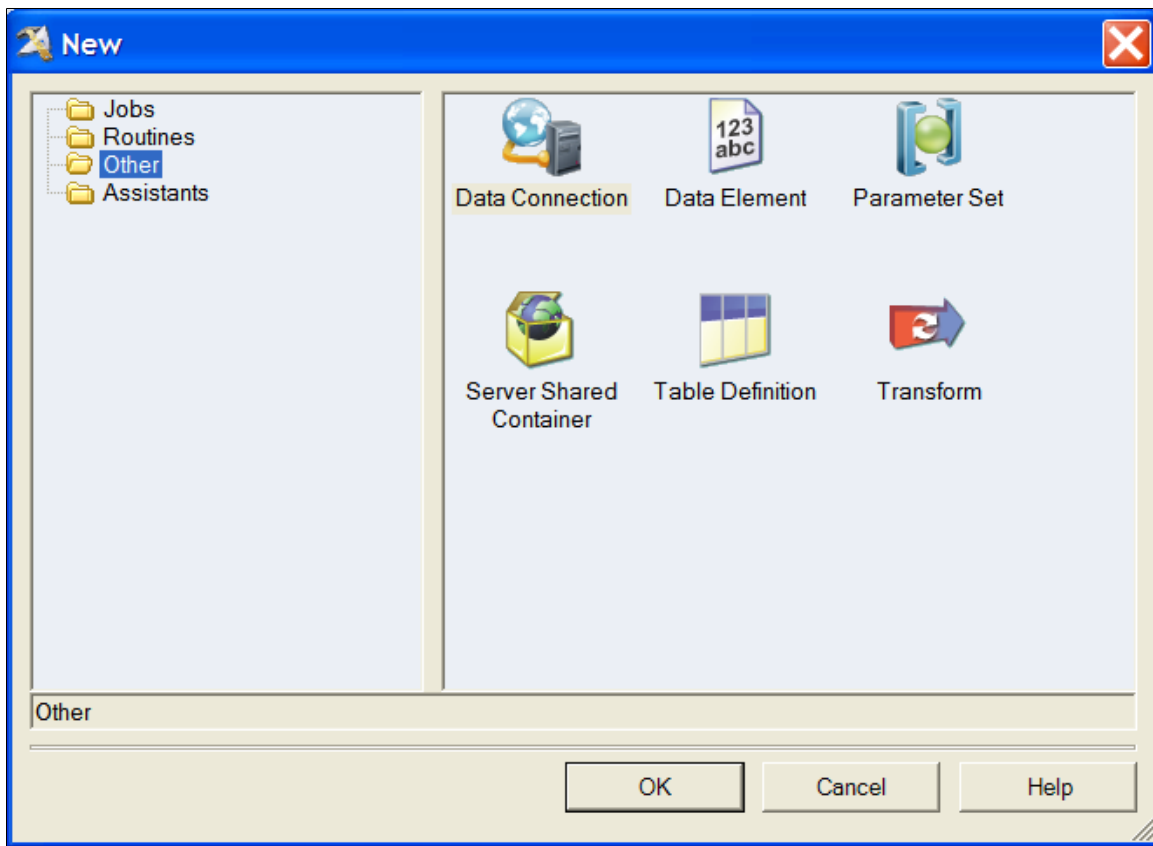 New
Jobs
Routines
Other
Assistants
123
abc
Data Connection
Data Element
Parameter Set
Server Shared
Container
Table Definition
Transform
Other
OK
Cancel
Help